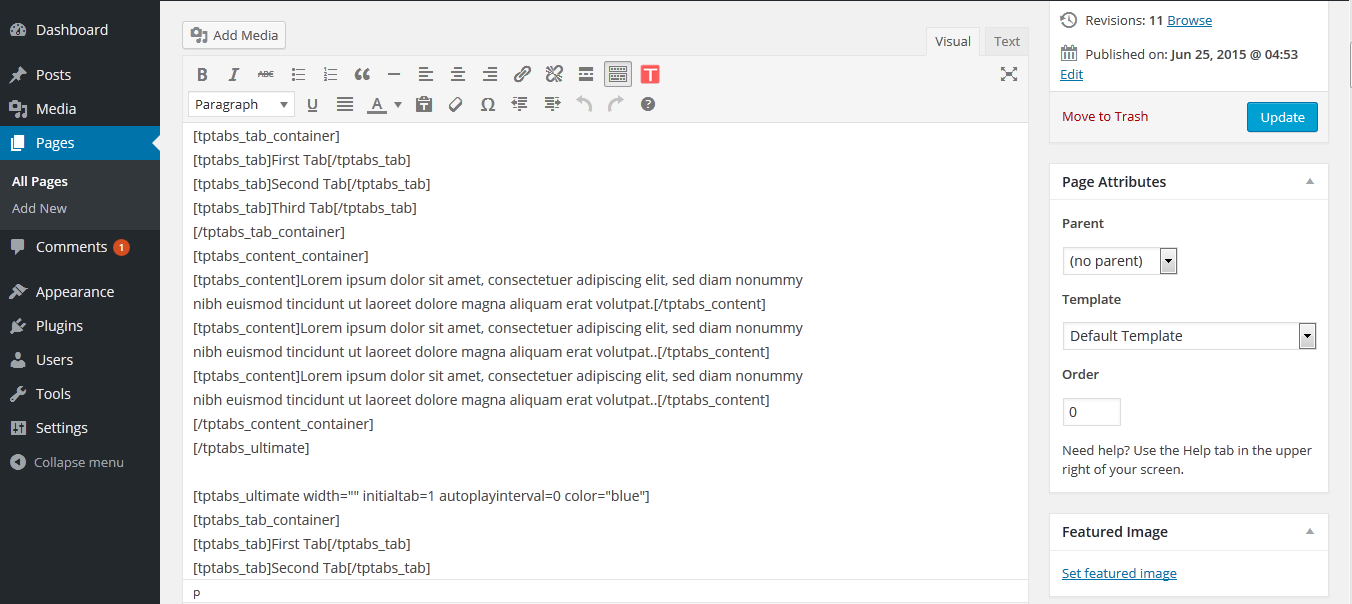 Dashboard
Posts
Media
Pages
All Pages
Add New
Comments 1
Appearance
Plugins
Users
Tools
Settings
Collapse menu
Add Media
Visual Text
B I ABC T
Paragraph U A Ω ?
[tptabs_tab_container]
[tptabs_tab]First Tab[/tptabs_tab]
[tptabs_tab]Second Tab[/tptabs_tab]
[tptabs_tab]Third Tab[/tptabs_tab]
[/tptabs_tab_container]
[tptabs_content_container]
[tptabs_content]Lorem ipsum dolor sit amet, consectetuer adipiscing elit, sed diam nonummy
nibh euismod tincidunt ut laoreet dolore magna aliquam erat volutpat.[/tptabs_content]
[tptabs_content]Lorem ipsum dolor sit amet, consectetuer adipiscing elit, sed diam nonummy
nibh euismod tincidunt ut laoreet dolore magna aliquam erat volutpat..[/tptabs_content]
[tptabs_content]Lorem ipsum dolor sit amet, consectetuer adipiscing elit, sed diam nonummy
nibh euismod tincidunt ut laoreet dolore magna aliquam erat volutpat..[/tptabs_content]
[/tptabs_content_container]
[/tptabs_ultimate]
[tptabs_ultimate width="" initialtab=1 autoplayinterval=0 color="blue"]
[tptabs_tab_container]
[tptabs_tab]First Tab[/tptabs_tab]
[tptabs_tab]Second Tab[/tptabs_tab]
p
Revisions: 11 Browse
Published on: Jun 25, 2015 @ 04:53
Edit
Move to Trash Update
Page Attributes
Parent
(no parent)
Template
Default Template
Order
0
Need help? Use the Help tab in the upper
right of your screen.
Featured Image
Set featured image